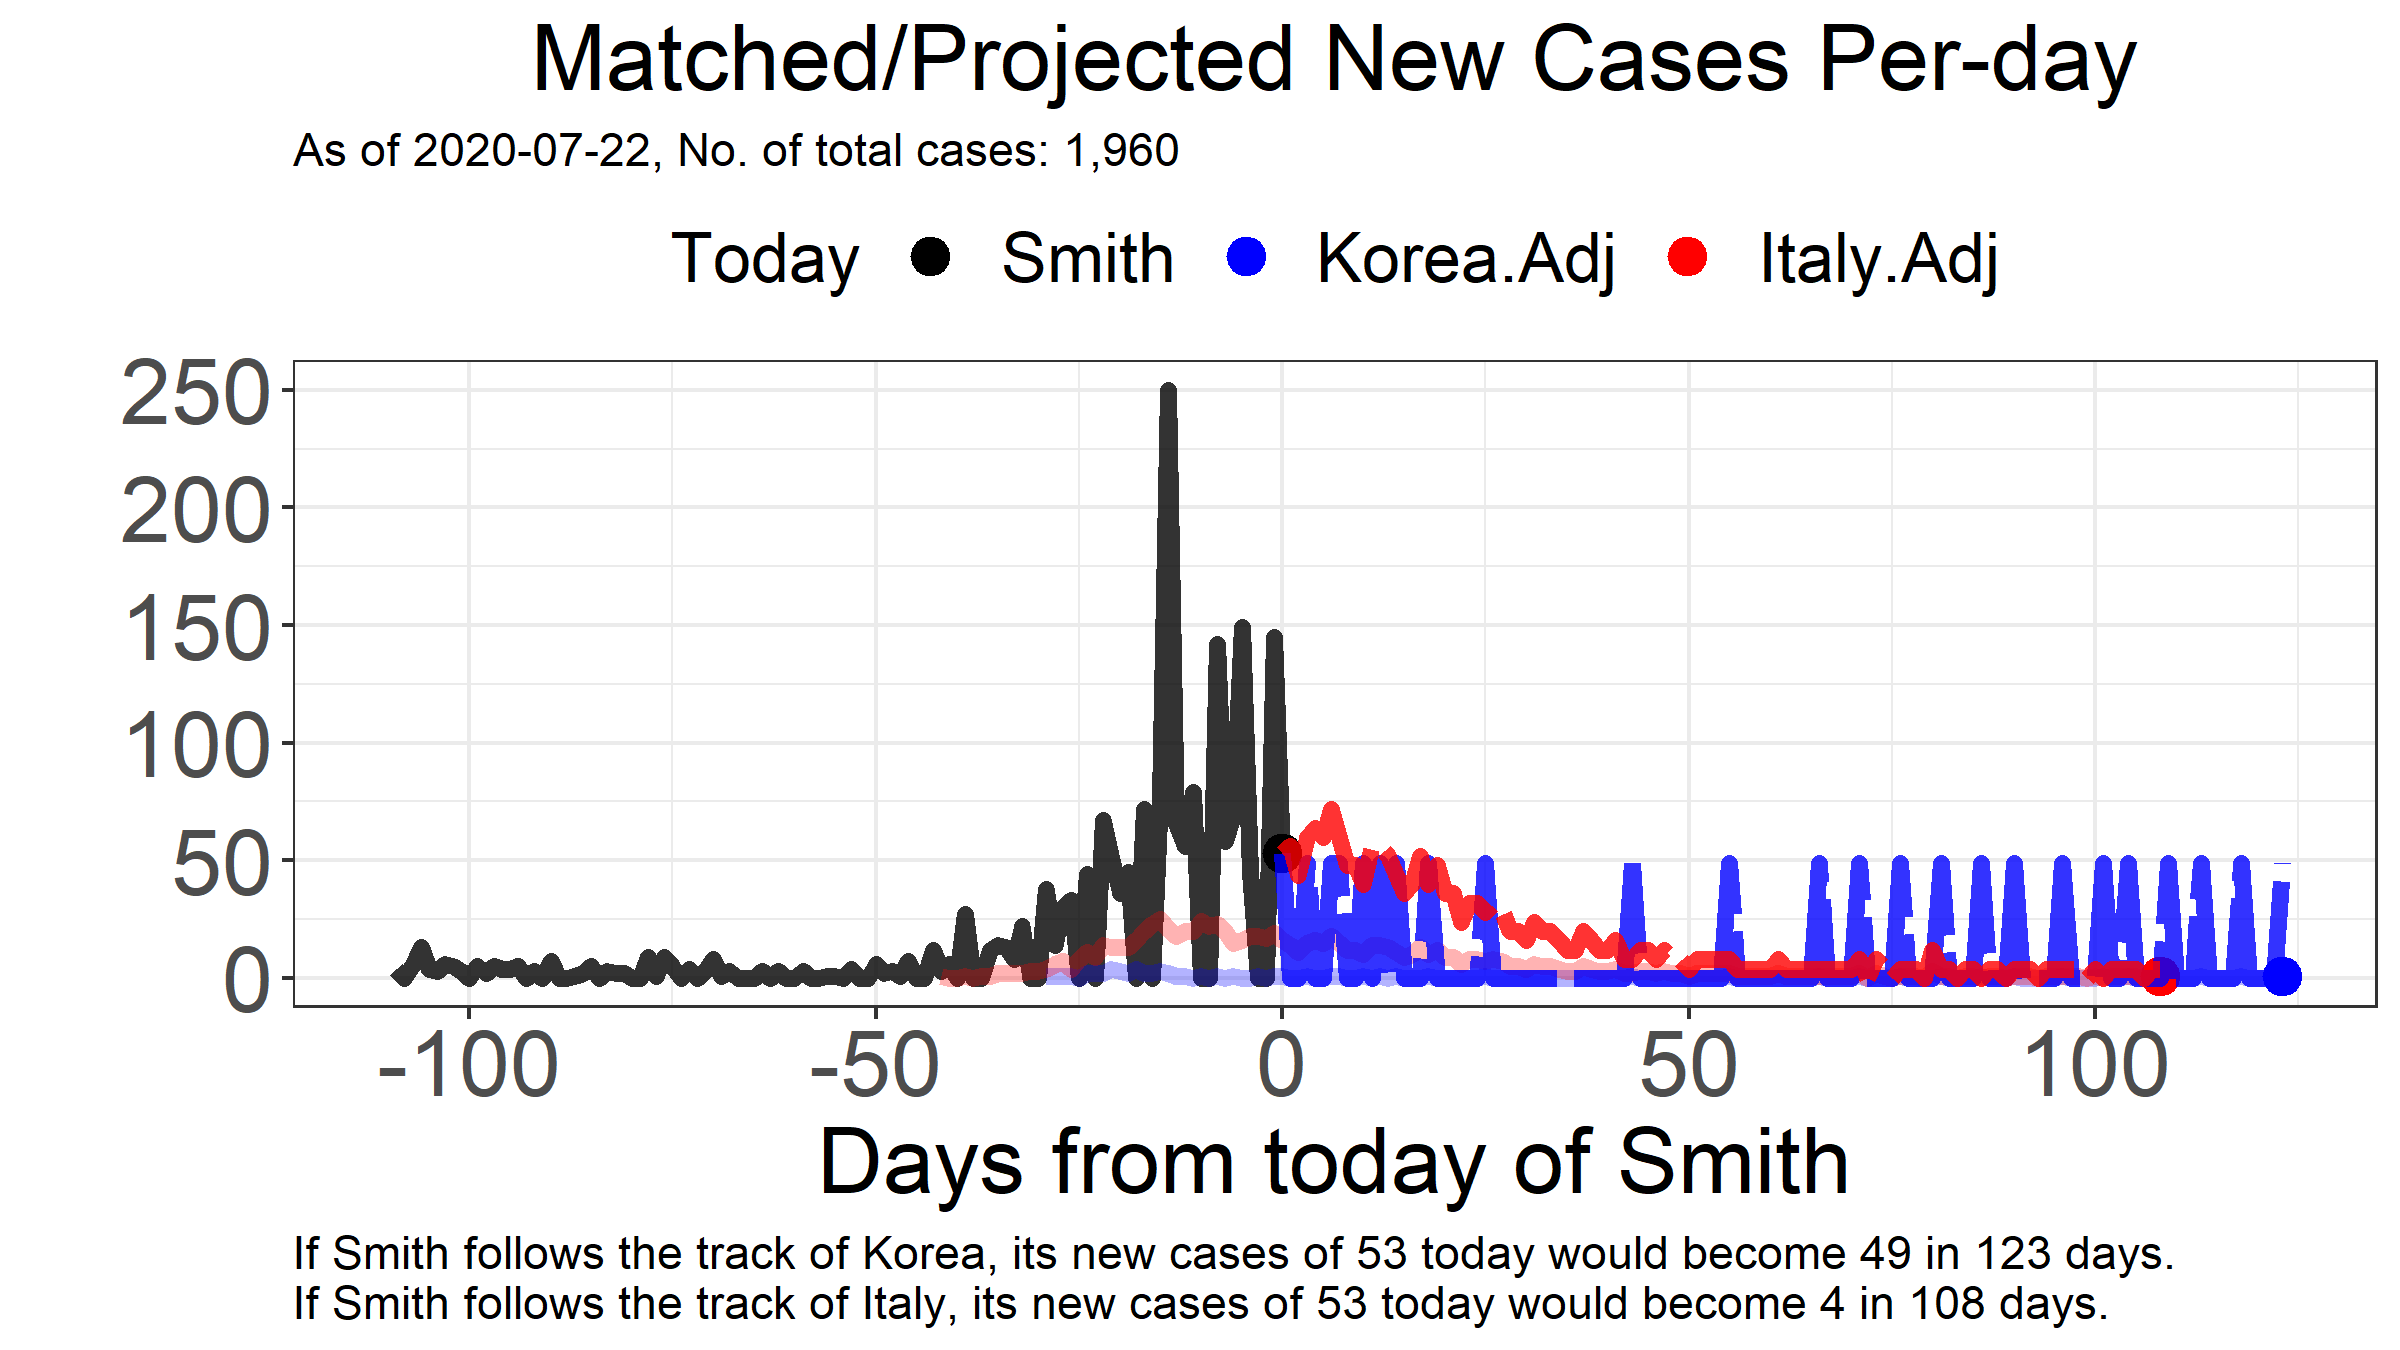 Matched/Projected New Cases Per-day
As of 2020-07-22, No. of total cases: 1,960
Today Smith Korea.Adj Italy.Adj
250
200
150
100
50
0
-100 -50 0 50 100
Days from today of Smith
If Smith follows the track of Korea, its new cases of 53 today would become 49 in 123 days.
If Smith follows the track of Italy, its new cases of 53 today would become 4 in 108 days.